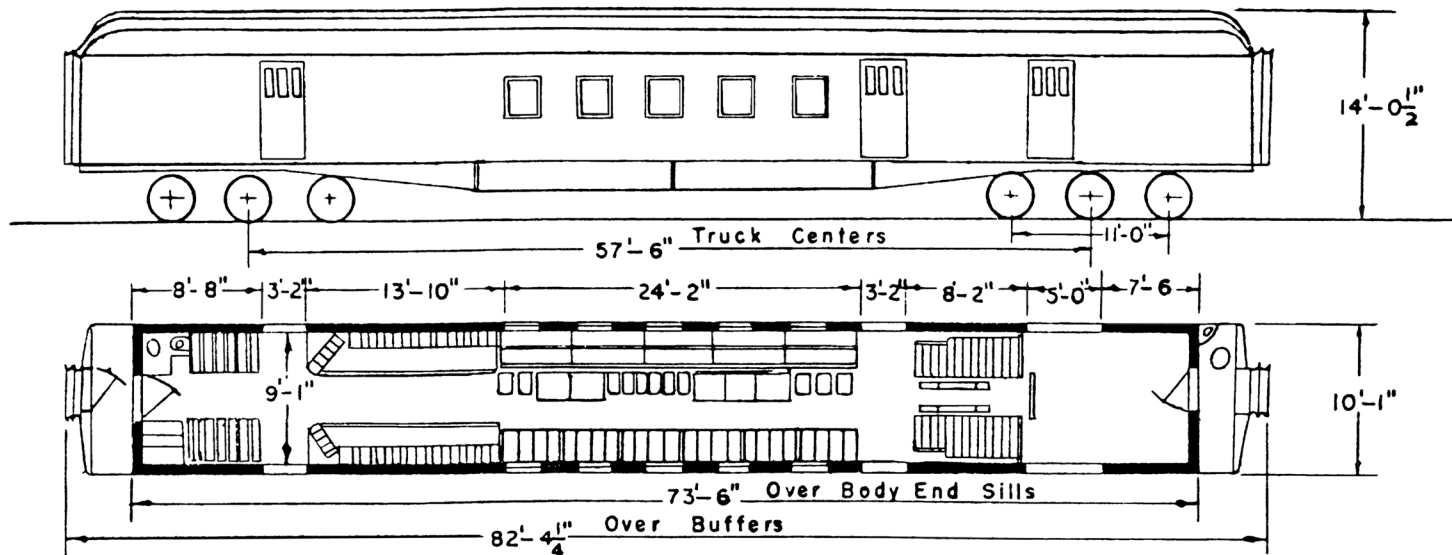 14'-0 1/2"
Truck Centers
57'-6"
11'-0"
8'-8" 3'-2" 13'-10" 24'-2" 3'-2" 8'-2" 5'-0" 7'-6
9'-1"
10'-1"
73'-6" Over Body End Sills
82'-4 1/4" Over Buffers